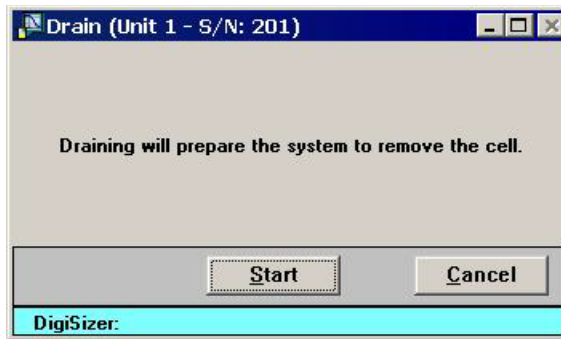 Drain (Unit 1 - S/N: 201)
Draining will prepare the system to remove the cell.
Start
Cancel
DigiSizer: